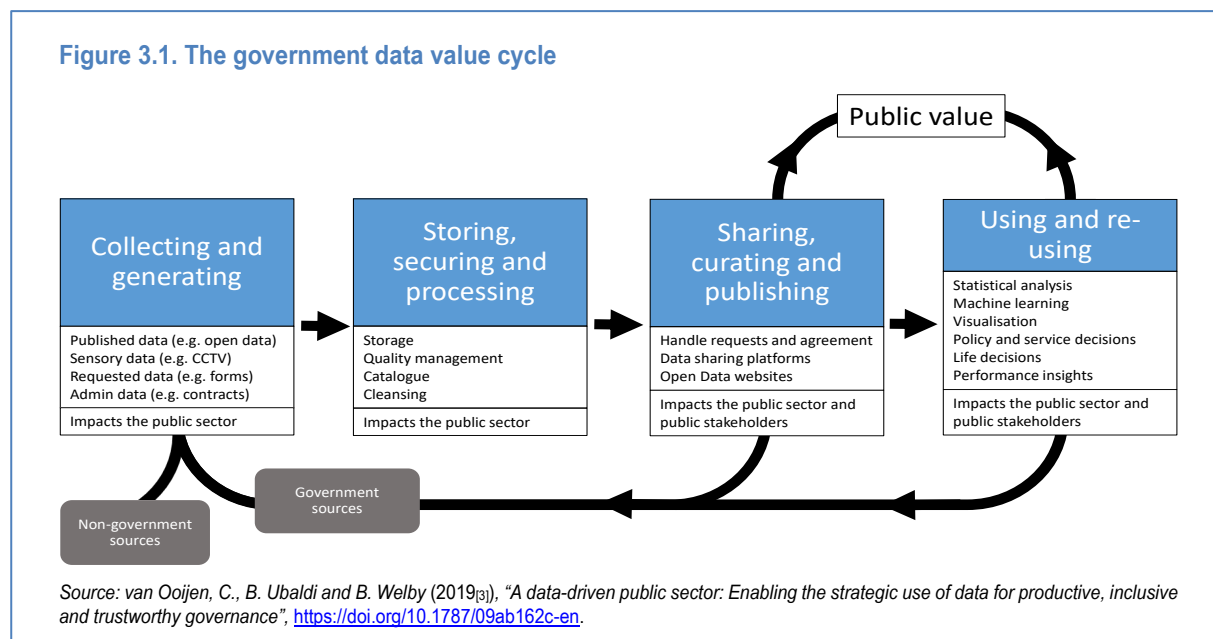 Figure 3.1. The government data value cycle
Public value
Collecting and
generating
Published data (e.g. open data)
Sensory data (e.g. CCTV)
Requested data (e.g. forms)
Admin data (e.g. contracts)
Impacts the public sector
Storing,
securing and
processing
Storage
Quality management
Catalogue
Cleansing
Impacts the public sector
Sharing,
curating and
publishing
Handle requests and agreement
Data sharing platforms
Open Data websites
Impacts the public sector and
public stakeholders
Using and re-
using
Statistical analysis
Machine learning
Visualisation
Policy and service decisions
Life decisions
Performance insights
Impacts the public sector and
public stakeholders
Government
sources
Non-government
sources
Source: van Ooijen, C., B. Ubaldi and B. Welby (2019[3]), “A data-driven public sector: Enabling the strategic use of data for productive, inclusive
and trustworthy governance”, https://doi.org/10.1787/09ab162c-en.